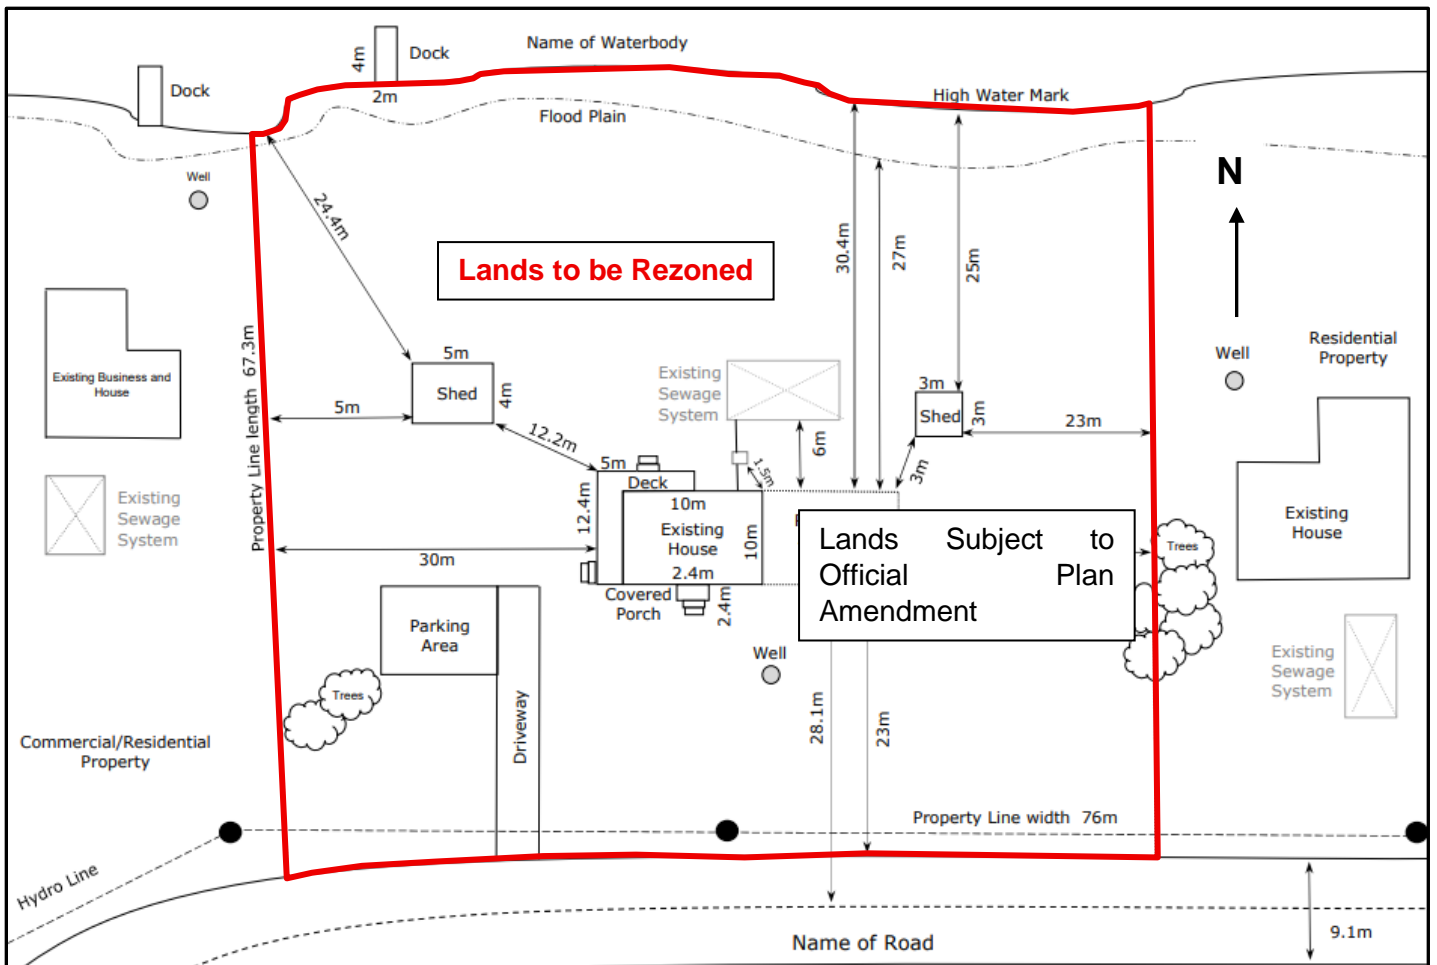 Name of Waterbody
4m
Dock
Dock
2m
High Water Mark
Flood Plain
Well
N
24.4m
30.4m
27m
25m
Lands to be Rezoned
Property Line length 67.3m
Residential
Property
Well
5m
Shed
4m
Existing
Sewage
System
3m
Shed
3m
Existing Business and
House
5m
12.2m
6m
23m
1.5m
3m
5m
Deck
12.4m
10m
Existing
House
10m
2.4m
Existing
Sewage
System
30m
Lands Subject to
Official Plan
Amendment
Trees
Existing
House
Covered
Porch
2.4m
Parking
Area
Well
Existing
Sewage
System
Trees
Driveway
28.1m
23m
Commercial/Residential
Property
Property Line width 76m
Hydro Line
Name of Road
9.1m